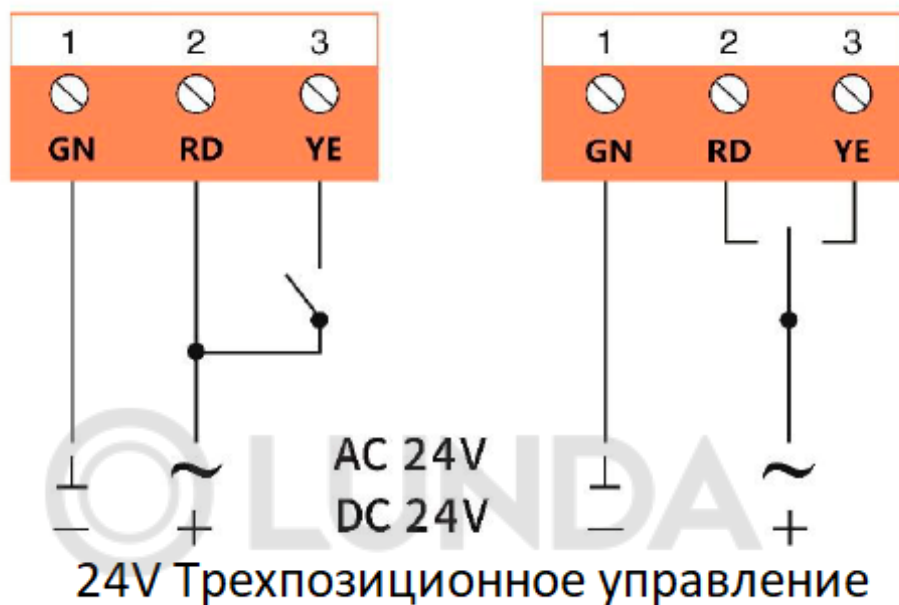 1 2 3 1 2 3
GN RD YE GN RD YE
~ AC 24V ~
− + DC 24V − +
LUNDA
24V Трехпозиционное управление